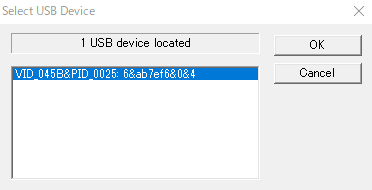 Select USB Device
1 USB device located
OK
VID_045B&PID_0025: 6&ab7ef6&0&4
Cancel